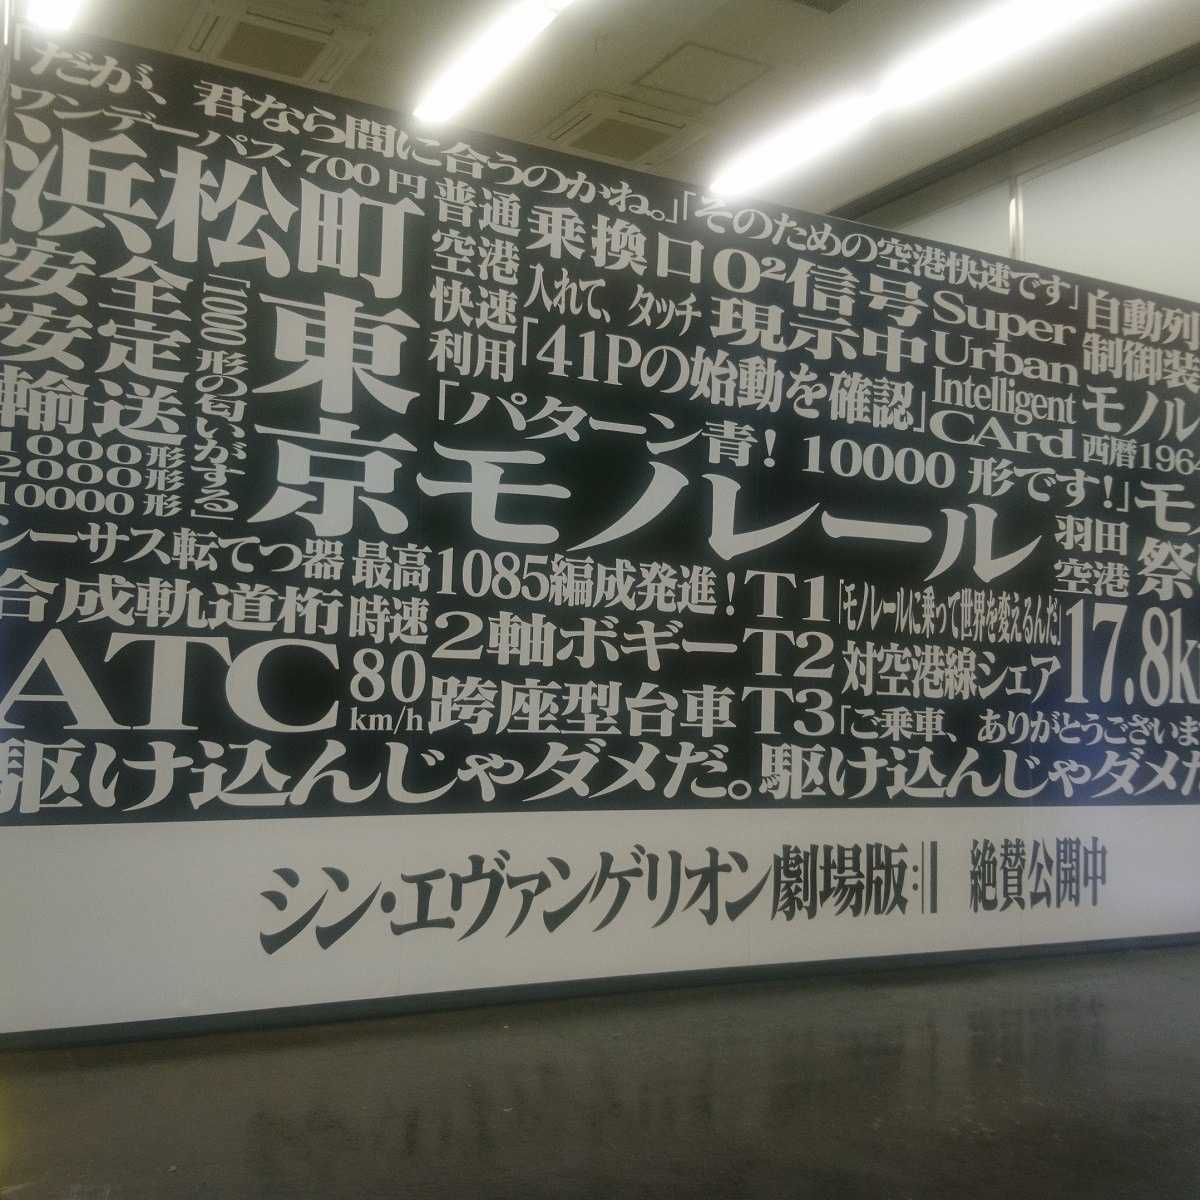 「だが、君なら間に合うのかね。」「そのための空港快速です」
ワンデーパス700円
浜松町
普通
空港
快速
利用
乗換口
入れて、タッチ
O²信号
現示中
Super
Urban
Intelligent
CArd
自動列
制御装
モノル
西暦1964
安全
安定
輸送
「1000形の匂いがする」
1000形
2000形
10000形
「41Pの始動を確認」
「パターン青! 10000形です!」
東京モノレール
羽田
空港
シーサス転てつ器
合成軌道桁
ATC
最高
時速
80
km/h
1085編成発進!
2軸ボギー
跨座型台車
T1
T2
T3
「モノレールに乗って世界を変えるんだ」
対空港線シェア
17.8k
「ご乗車、ありがとうございま
駆け込んじゃダメだ。駆け込んじゃダメだ
シン・エヴァンゲリオン劇場版:|| 絶賛公開中